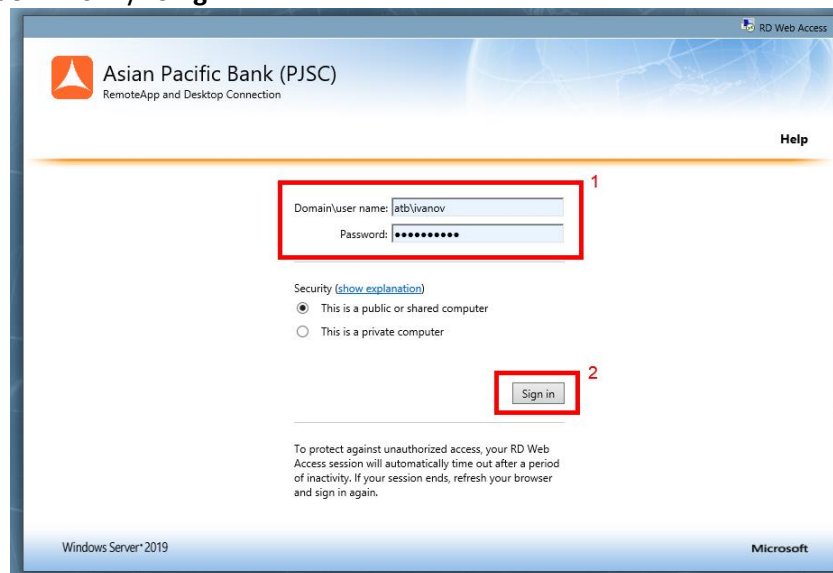 RD Web Access
Asian Pacific Bank (PJSC)
RemoteApp and Desktop Connection
Help
1
Domain\user name: atb\ivanov
Password: ●●●●●●●●●●
Security (show explanation)
This is a public or shared computer
This is a private computer
2
Sign in
To protect against unauthorized access, your RD Web
Access session will automatically time out after a period
of inactivity. If your session ends, refresh your browser
and sign in again.
Windows Server 2019
Microsoft